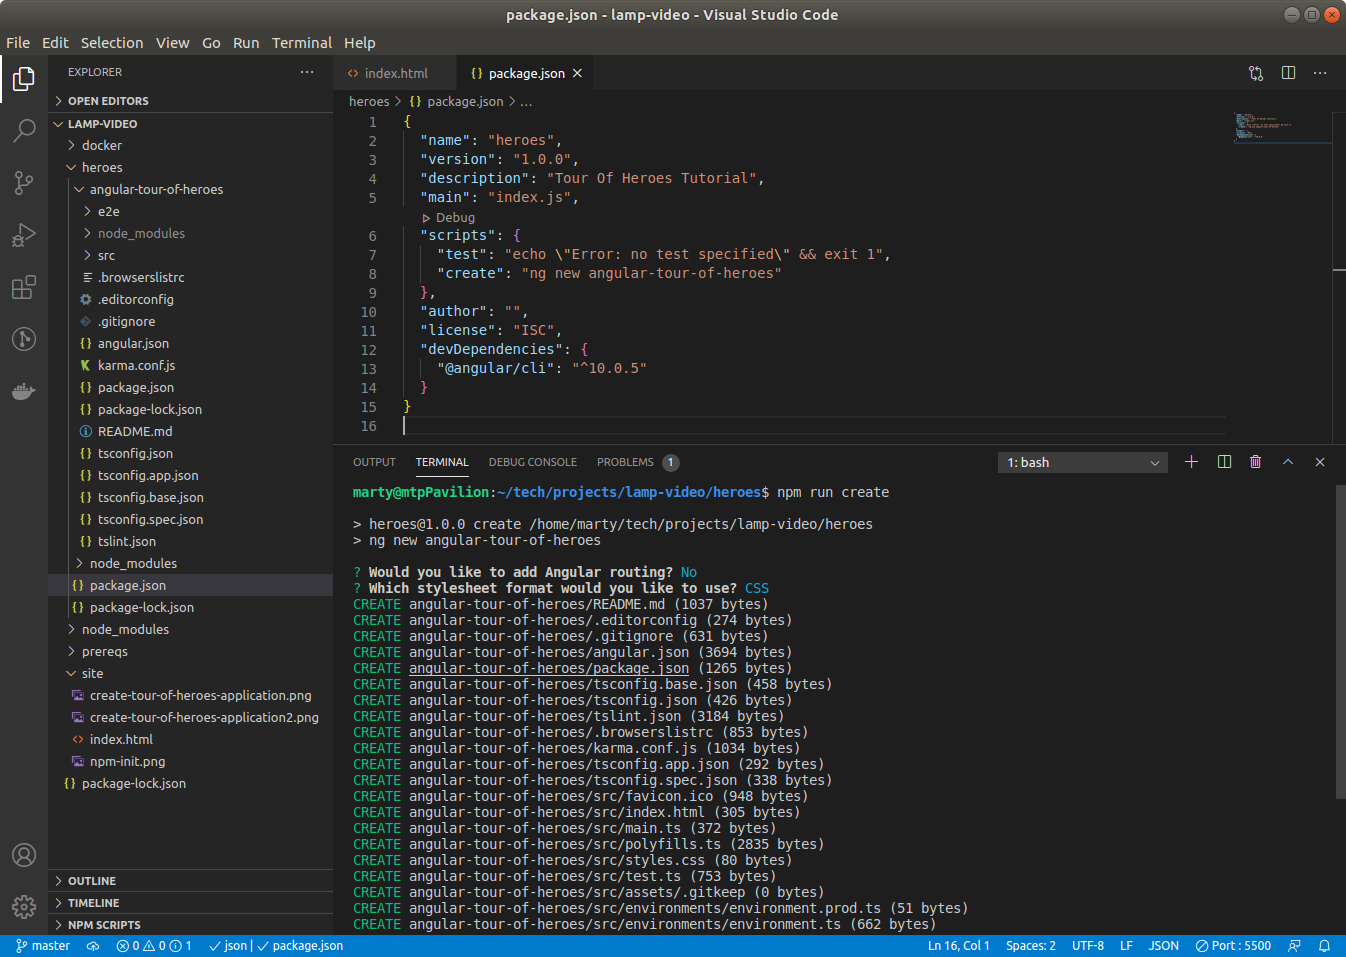 package.json - lamp-video - Visual Studio Code
File Edit Selection View Go Run Terminal Help
EXPLORER
OPEN EDITORS
LAMP-VIDEO
docker
heroes
angular-tour-of-heroes
e2e
node_modules
src
.browserslistrc
.editorconfig
.gitignore
angular.json
karma.conf.js
package.json
package-lock.json
README.md
tsconfig.json
tsconfig.app.json
tsconfig.base.json
tsconfig.spec.json
tslint.json
node_modules
package.json
package-lock.json
node_modules
prereqs
site
create-tour-of-heroes-application.png
create-tour-of-heroes-application2.png
index.html
npm-init.png
package-lock.json
OUTLINE
TIMELINE
NPM SCRIPTS
index.html
package.json
heroes > {} package.json > ...
1 {
2 "name": "heroes",
3 "version": "1.0.0",
4 "description": "Tour Of Heroes Tutorial",
5 "main": "index.js",
Debug
6 "scripts": {
7 "test": "echo \"Error: no test specified\" && exit 1",
8 "create": "ng new angular-tour-of-heroes"
9 },
10 "author": "",
11 "license": "ISC",
12 "devDependencies": {
13 "@angular/cli": "^10.0.5"
14 }
15 }
16
OUTPUT TERMINAL DEBUG CONSOLE PROBLEMS 1
1: bash
marty@mtpPavilion:~/tech/projects/lamp-video/heroes$ npm run create
> heroes@1.0.0 create /home/marty/tech/projects/lamp-video/heroes
> ng new angular-tour-of-heroes
? Would you like to add Angular routing? No
? Which stylesheet format would you like to use? CSS
CREATE angular-tour-of-heroes/README.md (1037 bytes)
CREATE angular-tour-of-heroes/.editorconfig (274 bytes)
CREATE angular-tour-of-heroes/.gitignore (631 bytes)
CREATE angular-tour-of-heroes/angular.json (3694 bytes)
CREATE angular-tour-of-heroes/package.json (1265 bytes)
CREATE angular-tour-of-heroes/tsconfig.base.json (458 bytes)
CREATE angular-tour-of-heroes/tsconfig.json (426 bytes)
CREATE angular-tour-of-heroes/tslint.json (3184 bytes)
CREATE angular-tour-of-heroes/.browserslistrc (853 bytes)
CREATE angular-tour-of-heroes/karma.conf.js (1034 bytes)
CREATE angular-tour-of-heroes/tsconfig.app.json (292 bytes)
CREATE angular-tour-of-heroes/tsconfig.spec.json (338 bytes)
CREATE angular-tour-of-heroes/src/favicon.ico (948 bytes)
CREATE angular-tour-of-heroes/src/index.html (305 bytes)
CREATE angular-tour-of-heroes/src/main.ts (372 bytes)
CREATE angular-tour-of-heroes/src/polyfills.ts (2835 bytes)
CREATE angular-tour-of-heroes/src/styles.css (80 bytes)
CREATE angular-tour-of-heroes/src/test.ts (753 bytes)
CREATE angular-tour-of-heroes/src/assets/.gitkeep (0 bytes)
CREATE angular-tour-of-heroes/src/environments/environment.prod.ts (51 bytes)
CREATE angular-tour-of-heroes/src/environments/environment.ts (662 bytes)
master 0 0 1 json | package.json Ln 16, Col 1 Spaces: 2 UTF-8 LF JSON Port : 5500